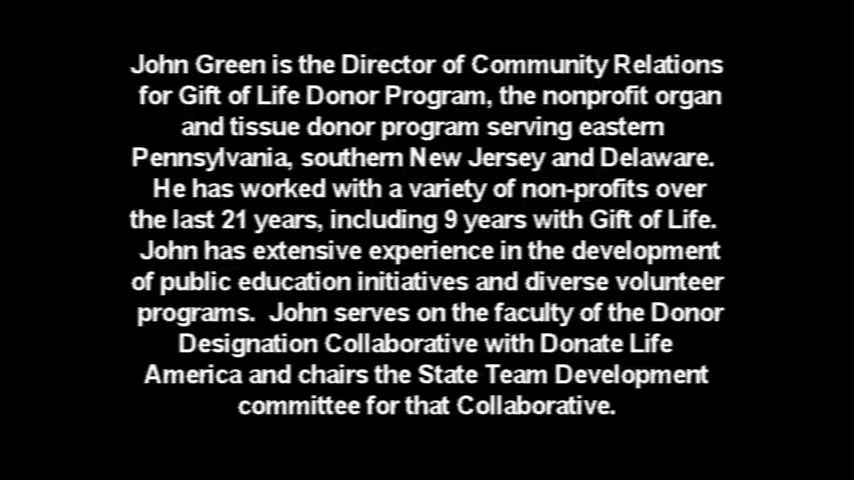 John Green is the Director of Community Relations
for Gift of Life Donor Program, the nonprofit organ
and tissue donor program serving eastern
Pennsylvania, southern New Jersey and Delaware.
He has worked with a variety of non-profits over
the last 21 years, including 9 years with Gift of Life.
John has extensive experience in the development
of public education initiatives and diverse volunteer
programs.  John serves on the faculty of the Donor
Designation Collaborative with Donate Life
America and chairs the State Team Development
committee for that Collaborative.